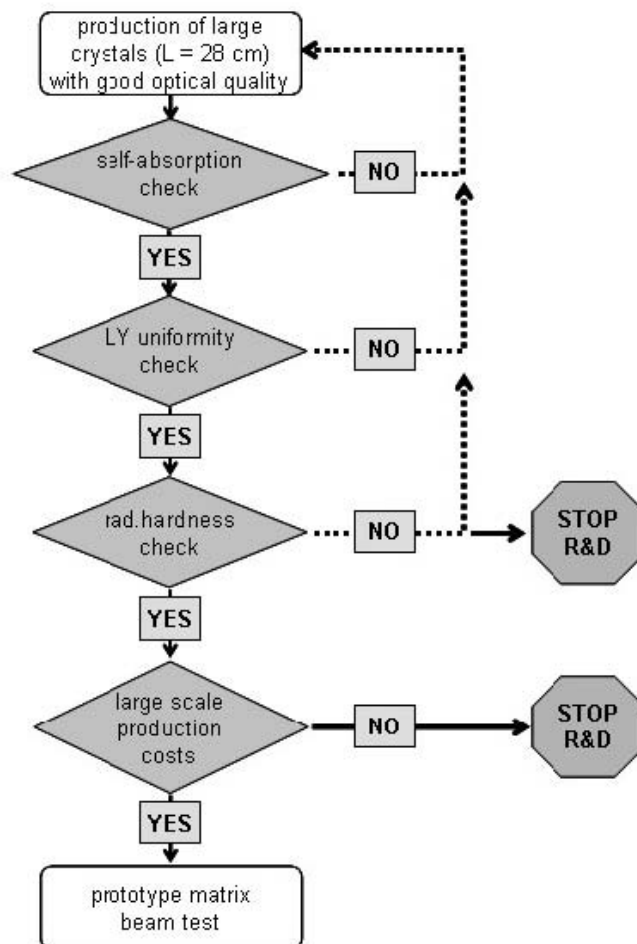 production of large
crystals (L = 28 cm)
with good optical quality
self-absorption
check
NO
YES
LY uniformity
check
NO
YES
rad.hardness
check
NO
STOP
R&D
YES
large scale
production
costs
NO
STOP
R&D
YES
prototype matrix
beam test